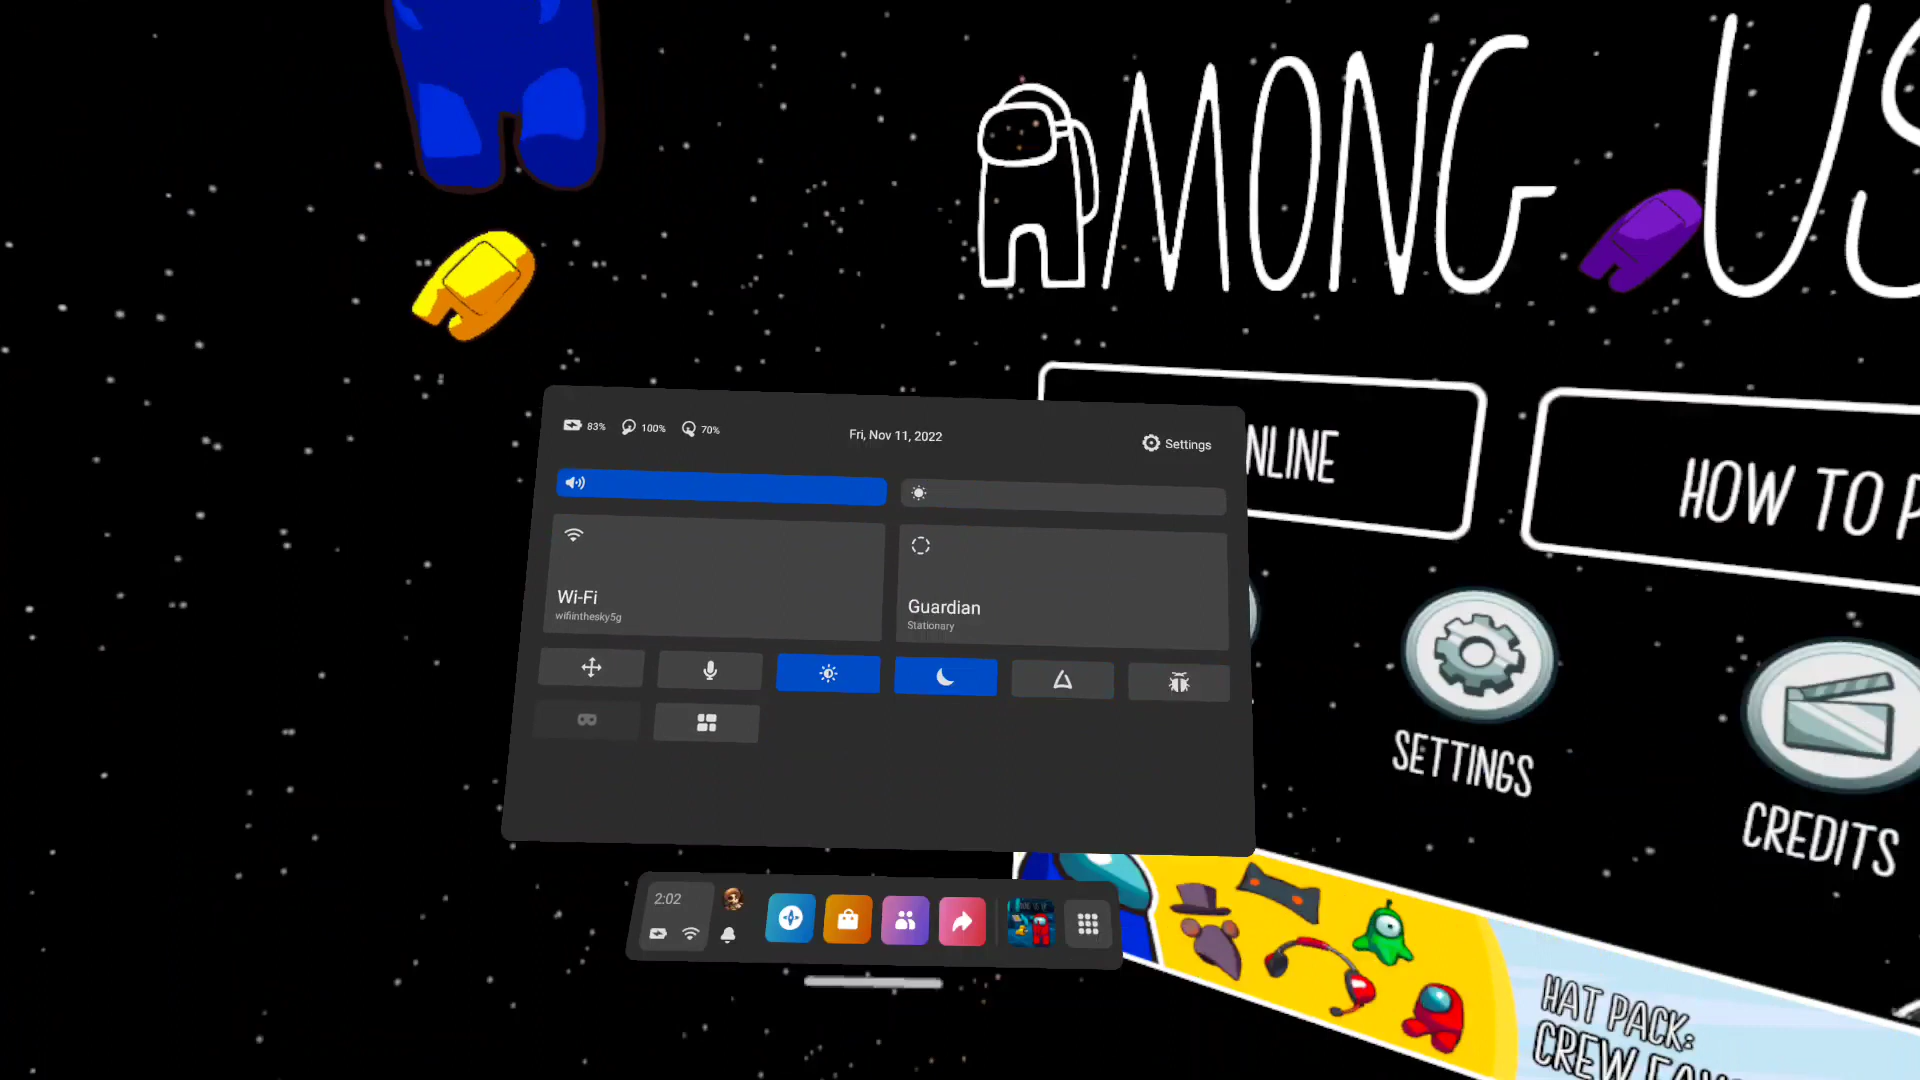 AMONG US
83% 100% 70%
Fri, Nov 11, 2022
Settings
NLINE
HOW TO P
Wi-Fi
wifiinthesky5g
Guardian
Stationary
SETTINGS
CREDITS
2:02
HAT PACK:
CREW